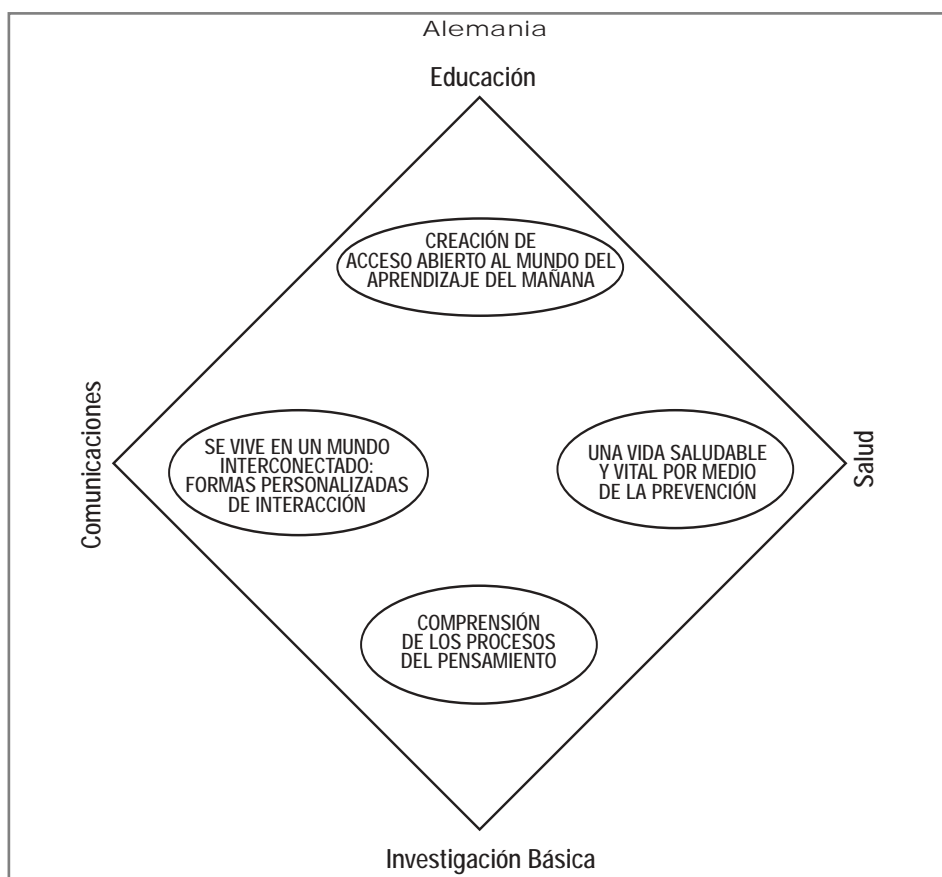 Alemania
Educación
CREACIÓN DE
ACCESO ABIERTO AL MUNDO DEL
APRENDIZAJE DEL MAÑANA
Comunicaciones
SE VIVE EN UN MUNDO
INTERCONECTADO:
FORMAS PERSONALIZADAS
DE INTERACCIÓN
UNA VIDA SALUDABLE
Y VITAL POR MEDIO
DE LA PREVENCIÓN
Salud
COMPRENSIÓN
DE LOS PROCESOS
DEL PENSAMIENTO
Investigación Básica